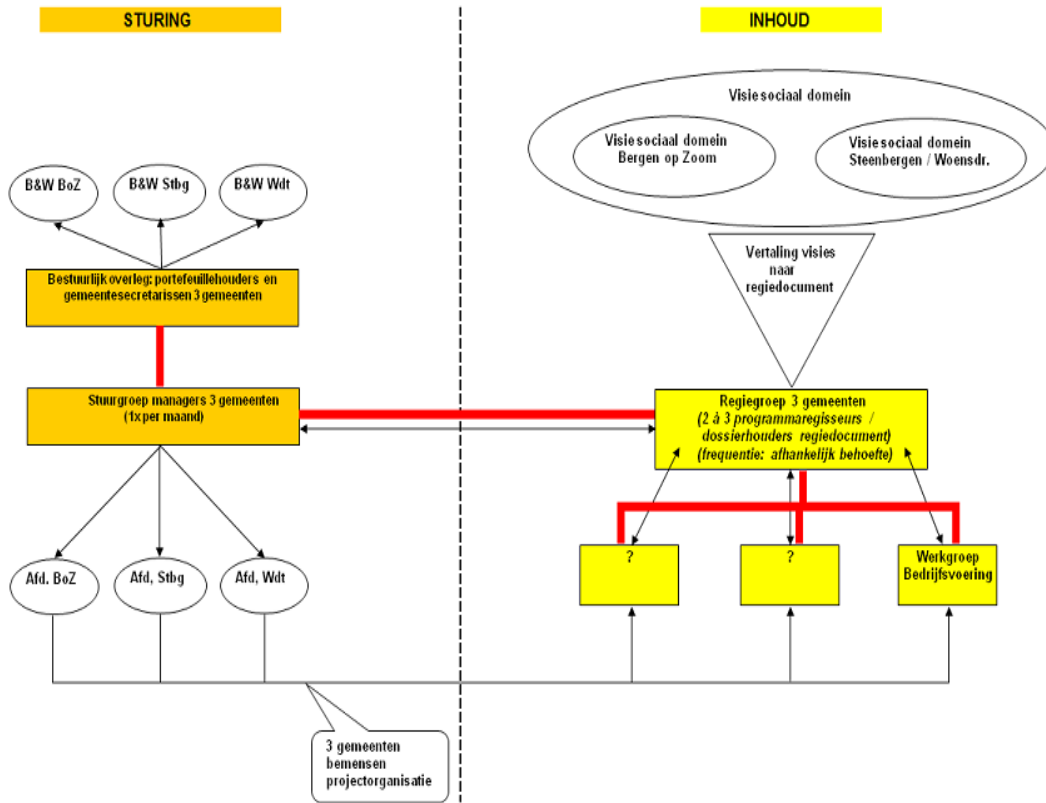 STURING
INHOUD
Visie sociaal domein
Visie sociaal domein
Bergen op Zoom
Visie sociaal domein
Steenbergen / Woensdr.
B&W BoZ
B&W Stbg
B&W Wdt
Bestuurlijk overleg: portefeuillehouders en
gemeentesecretarissen 3 gemeenten
Vertaling visies
naar
regiedocument
Stuurgroep managers 3 gemeenten
(1x per maand)
Regiegroep 3 gemeenten
(2 à 3 programmaregisseurs /
dossierhouders regiedocument)
(frequentie: afhankelijk behoefte)
Afd. BoZ
Afd, Stbg
Afd, Wdt
?
?
Werkgroep
Bedrijfsvoering
3 gemeenten
bemensen
projectorganisatie